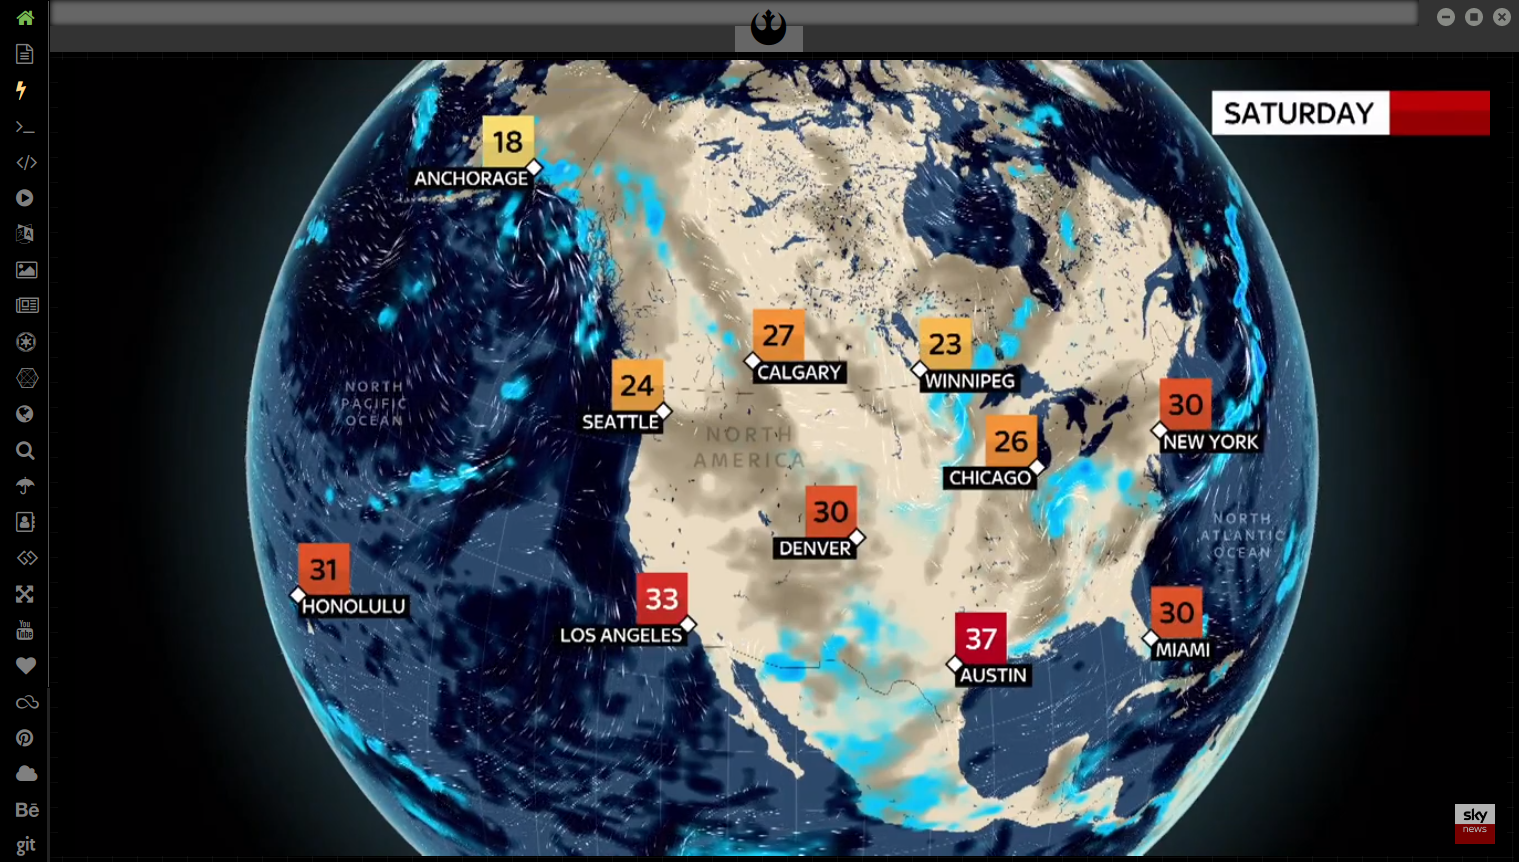 SATURDAY
18
ANCHORAGE
27
CALGARY
23
WINNIPEG
24
SEATTLE
NORTH
PACIFIC
OCEAN
30
NEW YORK
26
CHICAGO
NORTH
AMERICA
30
DENVER
NORTH
ATLANTIC
OCEAN
31
HONOLULU
33
LOS ANGELES
37
AUSTIN
30
MIAMI
You
Tube
Bē
git
sky
news